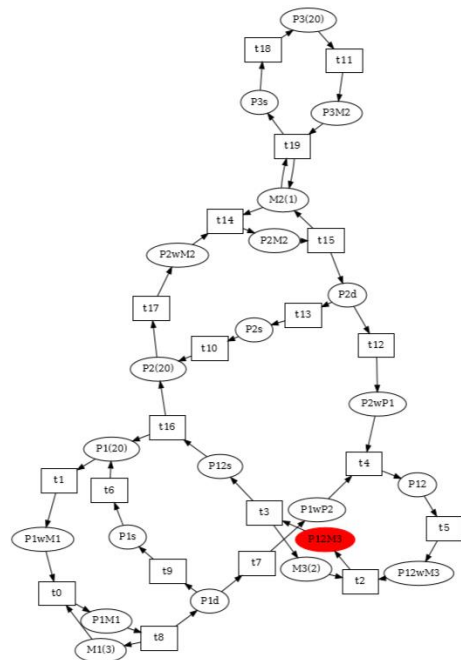 P3(20)
t18
t11
P3s
P3M2
t19
M2(1)
t14
P2M2
t15
P2wM2
P2d
t17
t13
P2s
t10
t12
P2(20)
P2wP1
t16
P1(20)
t4
P12s
t1
P12
t6
P1wP2
t3
t5
P1s
P1wM1
P12M3
t7
t9
M3(2)
t2
P12wM3
t0
P1d
P1M1
t8
M1(3)